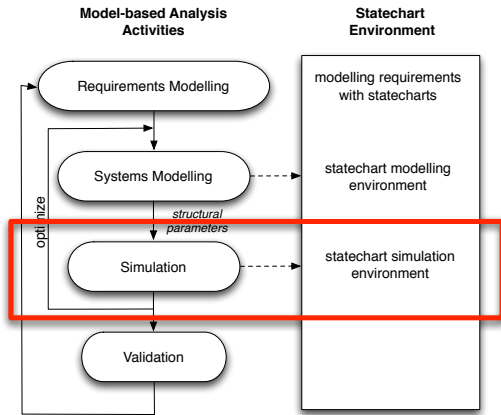 Model-based Analysis
Activities
Statechart
Environment
Requirements Modelling
modelling requirements
with statecharts
Systems Modelling
statechart modelling
environment
optimize
structural
parameters
Simulation
statechart simulation
environment
Validation